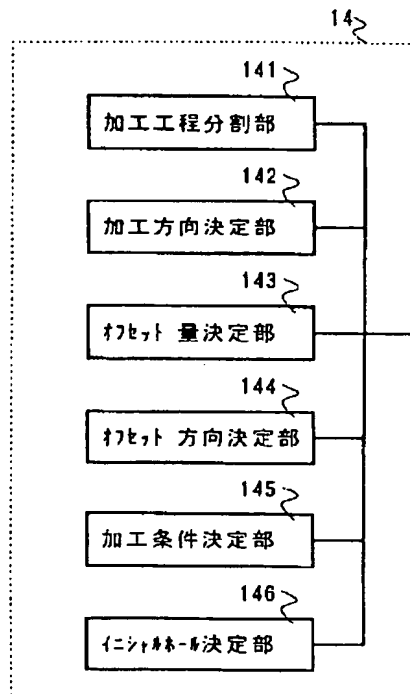 14
141
加工工程分割部
142
加工方向決定部
143
ｵﾌｾｯﾄ 量決定部
144
ｵﾌｾｯﾄ 方向決定部
145
加工条件決定部
146
ｲﾆｼｬﾙﾎｰﾙ決定部